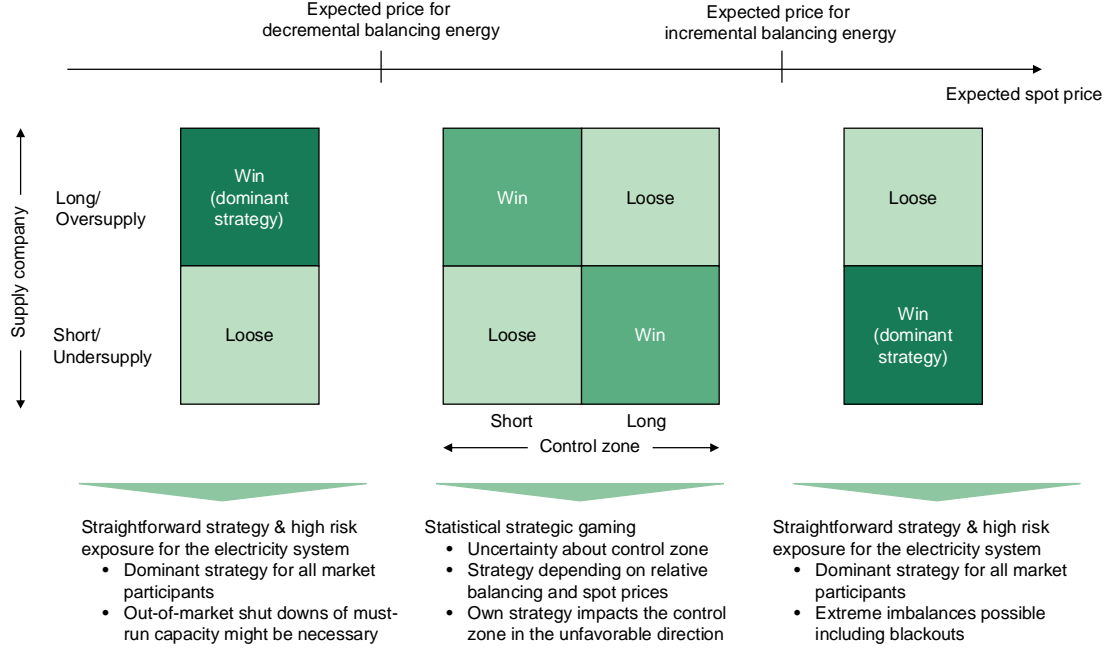 Expected price for
decremental balancing energy
Expected price for
incremental balancing energy
Expected spot price
Supply company
Long/
Oversupply
Short/
Undersupply
Win
(dominant
strategy)
Loose
Win
Loose
Loose
Win
Short
Long
Control zone
Loose
Win
(dominant
strategy)
Straightforward strategy & high risk
exposure for the electricity system
• Dominant strategy for all market
participants
• Out-of-market shut downs of must-
run capacity might be necessary
Statistical strategic gaming
• Uncertainty about control zone
• Strategy depending on relative
balancing and spot prices
• Own strategy impacts the control
zone in the unfavorable direction
Straightforward strategy & high risk
exposure for the electricity system
• Dominant strategy for all market
participants
• Extreme imbalances possible
including blackouts